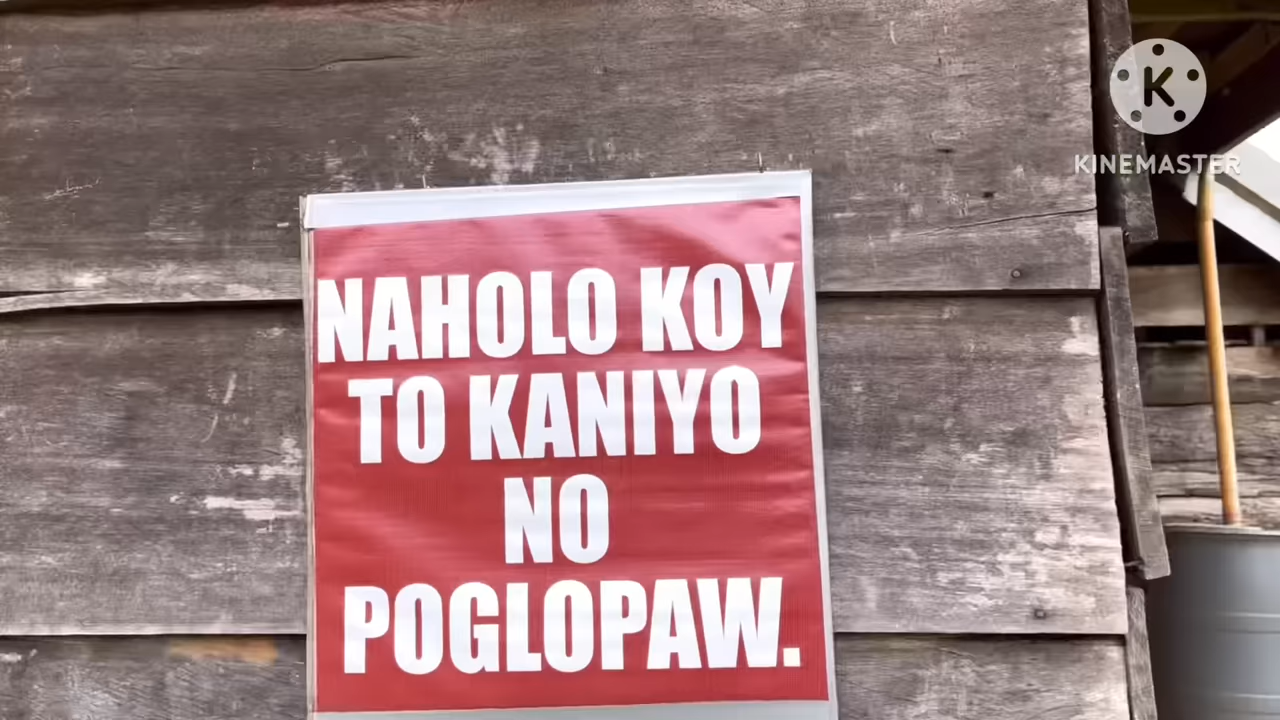 K
KINEMASTER
NAHOLO KOY
TO KANIYO
NO
POGLOPAW.